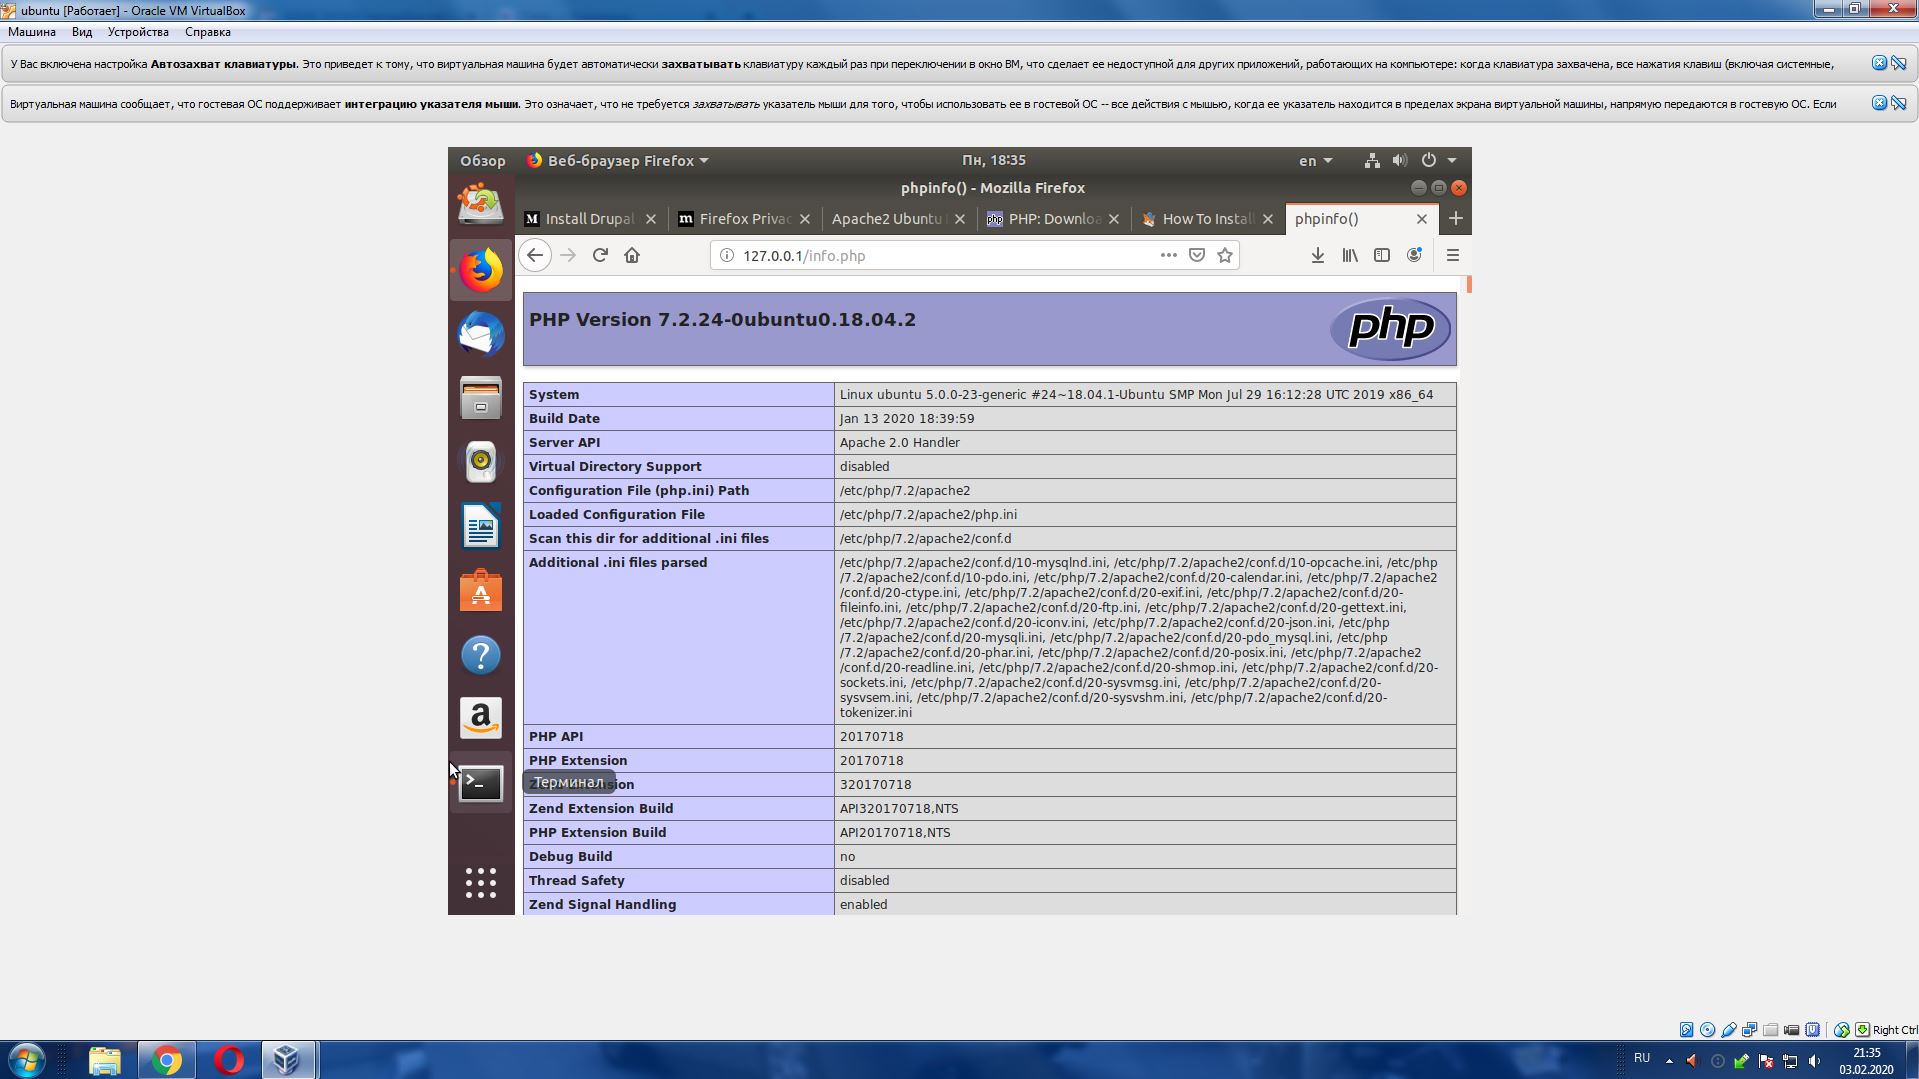 ubuntu [Работает] - Oracle VM VirtualBox
Машина Вид Устройства Справка
У Вас включена настройка Автозахват клавиатуры. Это приведет к тому, что виртуальная машина будет автоматически захватывать клавиатуру каждый раз при переключении в окно ВМ, что сделает ее недоступной для других приложений, работающих на компьютере: когда клавиатура захвачена, все нажатия клавиш (включая системные,
Виртуальная машина сообщает, что гостевая ОС поддерживает интеграцию указателя мыши. Это означает, что не требуется захватывать указатель мыши для того, чтобы использовать ее в гостевой ОС -- все действия с мышью, когда ее указатель находится в пределах экрана виртуальной машины, напрямую передаются в гостевую ОС. Если
Обзор Веб-браузер Firefox Пн, 18:35 en
phpinfo() - Mozilla Firefox
Install Drupal Firefox Privac Apache2 Ubuntu PHP: Downloa How To Install phpinfo()
127.0.0.1/info.php
PHP Version 7.2.24-0ubuntu0.18.04.2
php
System Linux ubuntu 5.0.0-23-generic #24~18.04.1-Ubuntu SMP Mon Jul 29 16:12:28 UTC 2019 x86_64
Build Date Jan 13 2020 18:39:59
Server API Apache 2.0 Handler
Virtual Directory Support disabled
Configuration File (php.ini) Path /etc/php/7.2/apache2
Loaded Configuration File /etc/php/7.2/apache2/php.ini
Scan this dir for additional .ini files /etc/php/7.2/apache2/conf.d
Additional .ini files parsed /etc/php/7.2/apache2/conf.d/10-mysqlnd.ini, /etc/php/7.2/apache2/conf.d/10-opcache.ini, /etc/php
/7.2/apache2/conf.d/10-pdo.ini, /etc/php/7.2/apache2/conf.d/20-calendar.ini, /etc/php/7.2/apache2
/conf.d/20-ctype.ini, /etc/php/7.2/apache2/conf.d/20-exif.ini, /etc/php/7.2/apache2/conf.d/20-
fileinfo.ini, /etc/php/7.2/apache2/conf.d/20-ftp.ini, /etc/php/7.2/apache2/conf.d/20-gettext.ini,
/etc/php/7.2/apache2/conf.d/20-iconv.ini, /etc/php/7.2/apache2/conf.d/20-json.ini, /etc/php
/7.2/apache2/conf.d/20-mysqli.ini, /etc/php/7.2/apache2/conf.d/20-pdo_mysql.ini, /etc/php
/7.2/apache2/conf.d/20-phar.ini, /etc/php/7.2/apache2/conf.d/20-posix.ini, /etc/php/7.2/apache2
/conf.d/20-readline.ini, /etc/php/7.2/apache2/conf.d/20-shmop.ini, /etc/php/7.2/apache2/conf.d/20-
sockets.ini, /etc/php/7.2/apache2/conf.d/20-sysvmsg.ini, /etc/php/7.2/apache2/conf.d/20-
sysvsem.ini, /etc/php/7.2/apache2/conf.d/20-sysvshm.ini, /etc/php/7.2/apache2/conf.d/20-
tokenizer.ini
PHP API 20170718
PHP Extension 20170718
Терминал 320170718
Zend Extension Build API320170718,NTS
PHP Extension Build API20170718,NTS
Debug Build no
Thread Safety disabled
Zend Signal Handling enabled
Right Ctrl
RU 21:35
03.02.2020